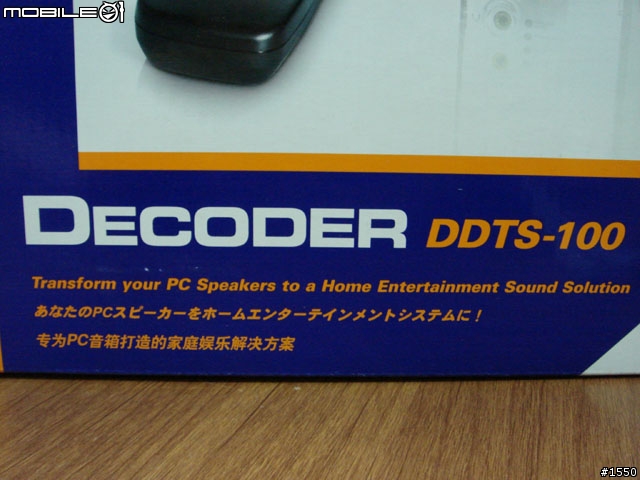 MOBILE01
DECODER DDTS-100
Transform your PC Speakers to a Home Entertainment Sound Solution
あなたのPCスピーカーをホームエンターテインメントシステムに!
专为PC音箱打造的家庭娱乐解决方案
#1550